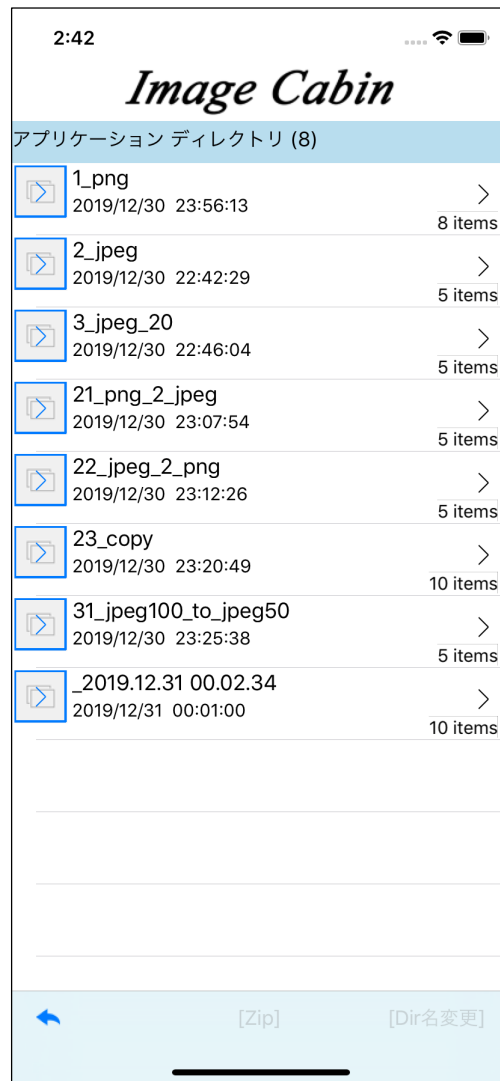 2:42
Image Cabin
アプリケーション ディレクトリ (8)
1_png
2019/12/30 23:56:13
8 items
2_jpeg
2019/12/30 22:42:29
5 items
3_jpeg_20
2019/12/30 22:46:04
5 items
21_png_2_jpeg
2019/12/30 23:07:54
5 items
22_jpeg_2_png
2019/12/30 23:12:26
5 items
23_copy
2019/12/30 23:20:49
10 items
31_jpeg100_to_jpeg50
2019/12/30 23:25:38
5 items
_2019.12.31 00.02.34
2019/12/31 00:01:00
10 items
[Zip] [Dir名変更]